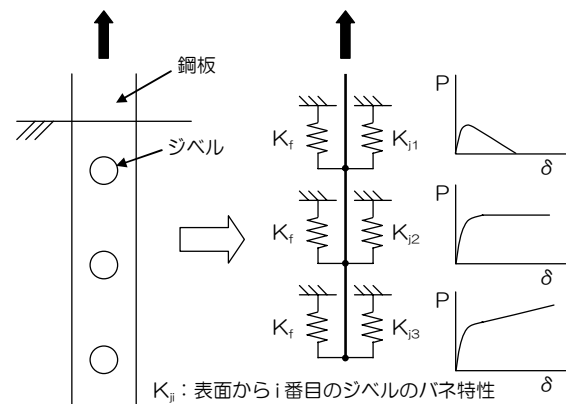 鋼板
ジベル
K_f
K_j1
P
δ
K_f
K_j2
P
δ
K_f
K_j3
P
δ
K_ji：表面からi番目のジベルのバネ特性